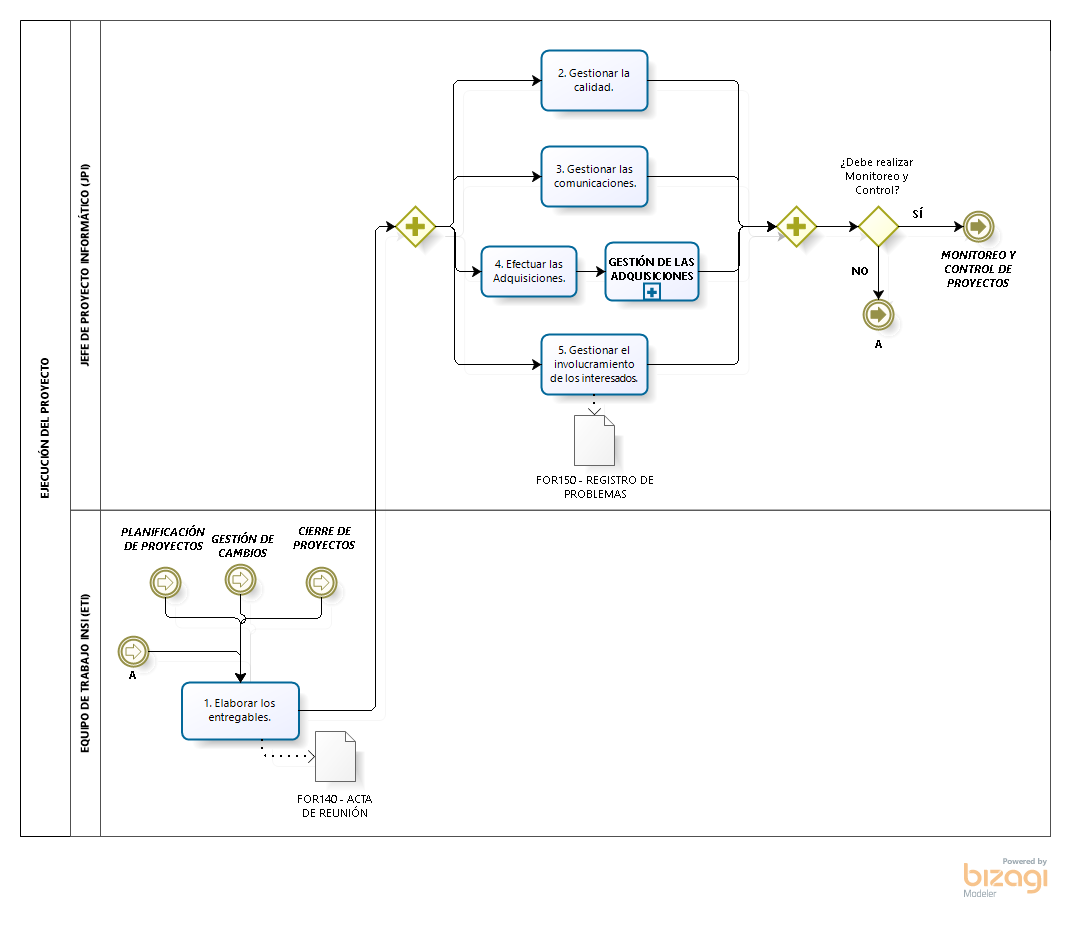 EJECUCIÓN DEL PROYECTO
JEFE DE PROYECTO INFORMÁTICO (JPI)
2. Gestionar la
calidad.
3. Gestionar las
comunicaciones.
4. Efectuar las
Adquisiciones.
GESTIÓN DE LAS
ADQUISICIONES
5. Gestionar el
involucramiento
de los interesados.
FOR150 - REGISTRO DE
PROBLEMAS
¿Debe realizar
Monitoreo y
Control?
SÍ
MONITOREO Y
CONTROL DE
PROYECTOS
NO
A
EQUIPO DE TRABAJO INSI (ETI)
PLANIFICACIÓN
DE PROYECTOS
GESTIÓN DE
CAMBIOS
CIERRE DE
PROYECTOS
A
1. Elaborar los
entregables.
FOR140 - ACTA
DE REUNIÓN
Powered by
bizagi
Modeler